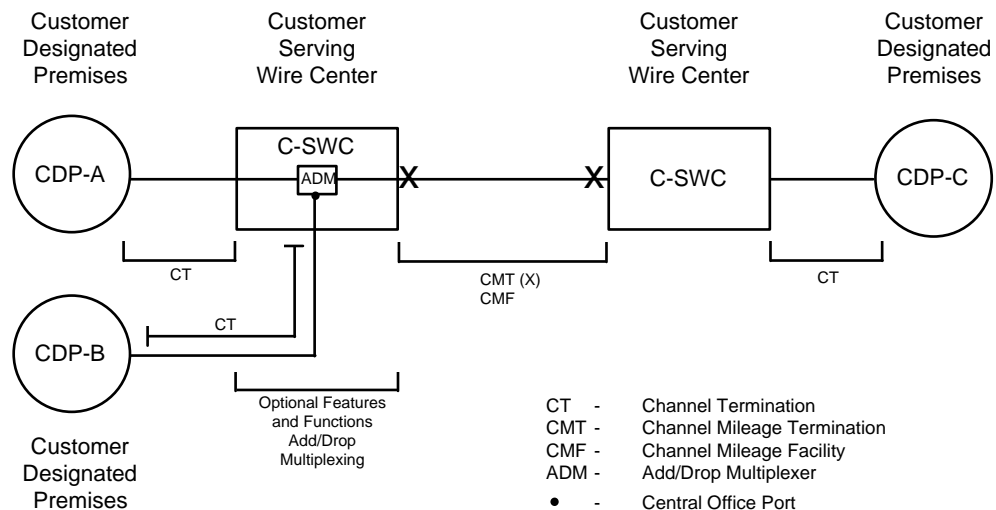 Customer
Designated
Premises
Customer
Serving
Wire Center
Customer
Serving
Wire Center
Customer
Designated
Premises
CDP-A
C-SWC
ADM
X
X
C-SWC
CDP-C
CT
CMT (X)
CMF
CT
CT
CDP-B
Optional Features
and Functions
Add/Drop
Multiplexing
Customer
Designated
Premises
CT - Channel Termination
CMT - Channel Mileage Termination
CMF - Channel Mileage Facility
ADM - Add/Drop Multiplexer
• - Central Office Port